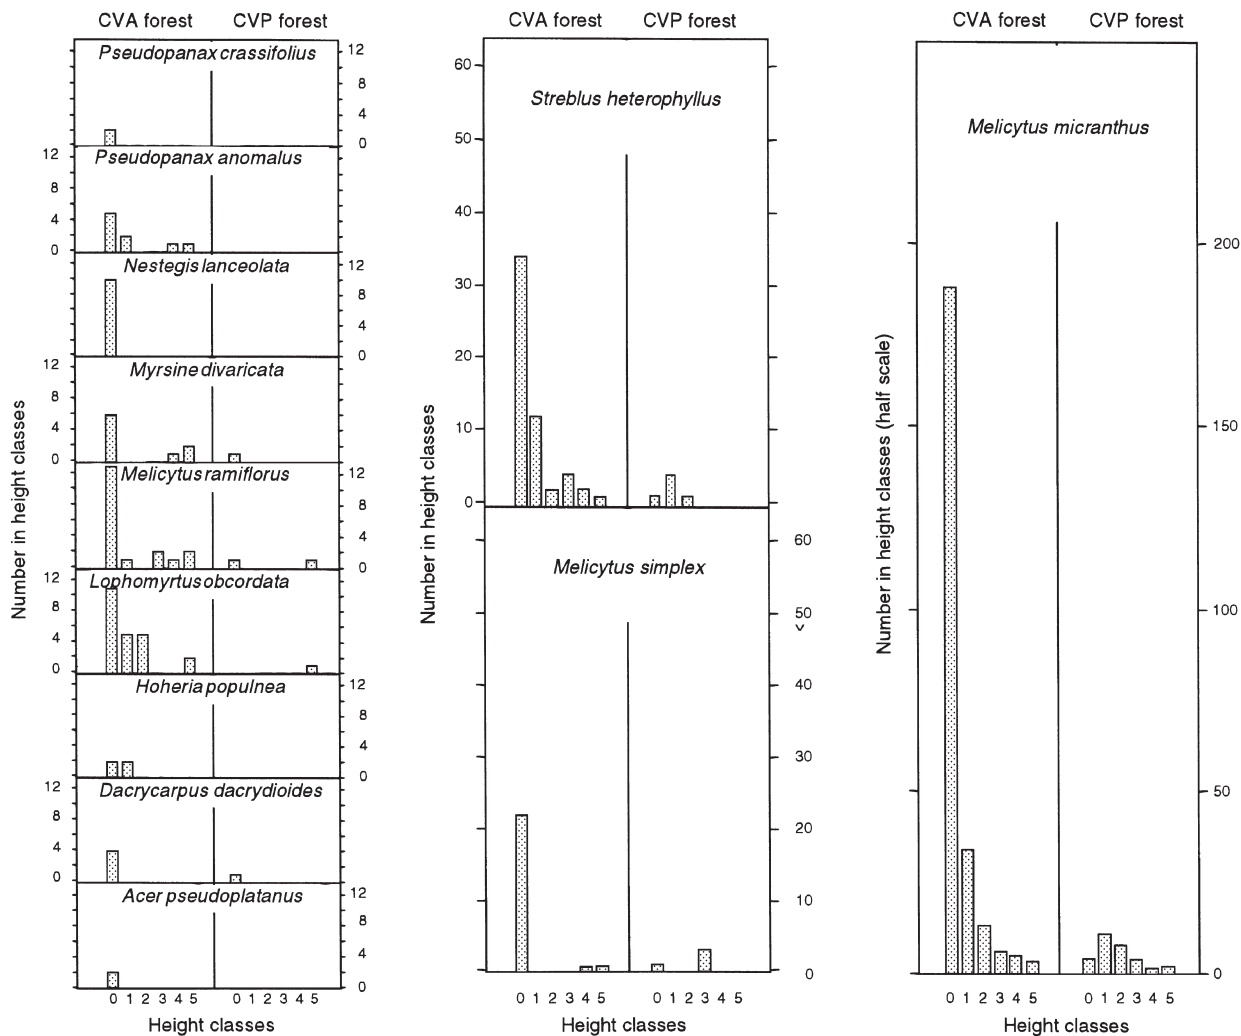 CVA forest CVP forest
Pseudopanax crassifolius
12
8
4
0
Pseudopanax anomalus
12
8
4
0
Nestegis lanceolata
12
8
4
0
Myrsine divaricata
12
8
4
0
Melicytus ramiflorus
12
8
4
0
Lophomyrtus obcordata
12
8
4
0
Hoheria populnea
12
8
4
0
Dacrycarpus dacrydioides
12
8
4
0
Acer pseudoplatanus
12
8
4
0
0 1 2 3 4 5 0 1 2 3 4 5
Height classes
Number in height classes
CVA forest CVP forest
Streblus heterophyllus
60
50
40
30
20
10
0
Melicytus simplex
60
50
40
30
20
10
0
0 1 2 3 4 5 0 1 2 3 4 5
Height classes
Number in height classes
CVA forest CVP forest
Melicytus micranthus
200
150
100
50
0
0 1 2 3 4 5 0 1 2 3 4 5
Height classes
Number in height classes (half scale)